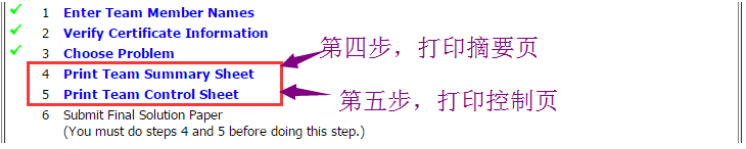 1 Enter Team Member Names
2 Verify Certificate Information
3 Choose Problem
第四步，打印摘要页
4 Print Team Summary Sheet
5 Print Team Control Sheet
第五步，打印控制页
6 Submit Final Solution Paper
(You must do steps 4 and 5 before doing this step.)